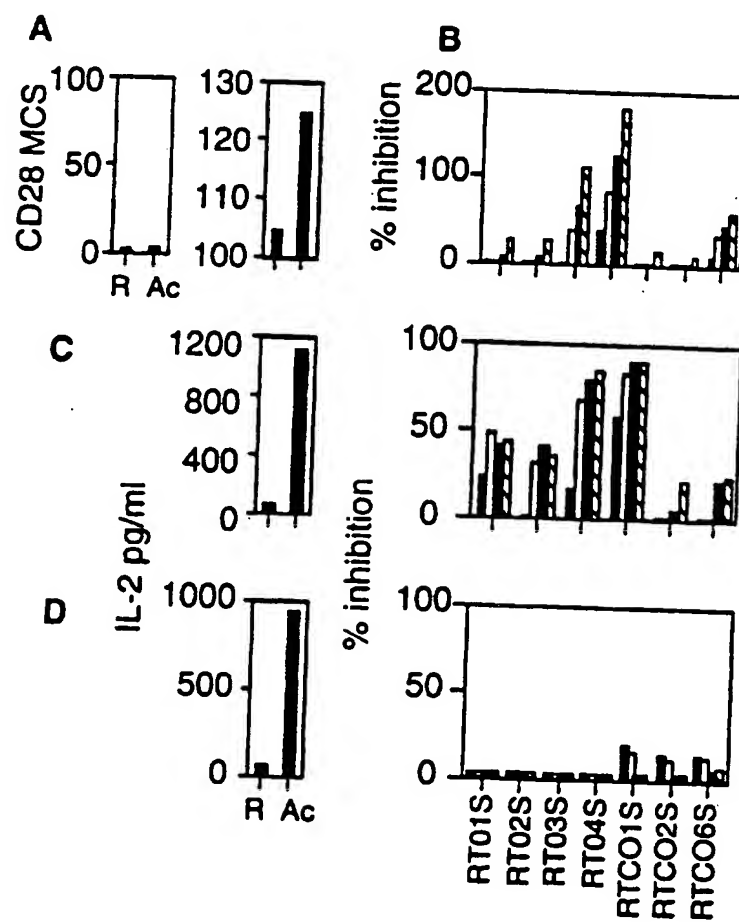 A
B
CD28 MCS
100
50
0
R Ac
130
120
110
100
% inhibition
200
100
0
C
IL-2 pg/ml
1200
800
400
0
% inhibition
100
50
0
D
1000
500
0
R Ac
100
50
0
RT01S
RT02S
RT03S
RT04S
RTCO1S
RTCO2S
RTCO6S